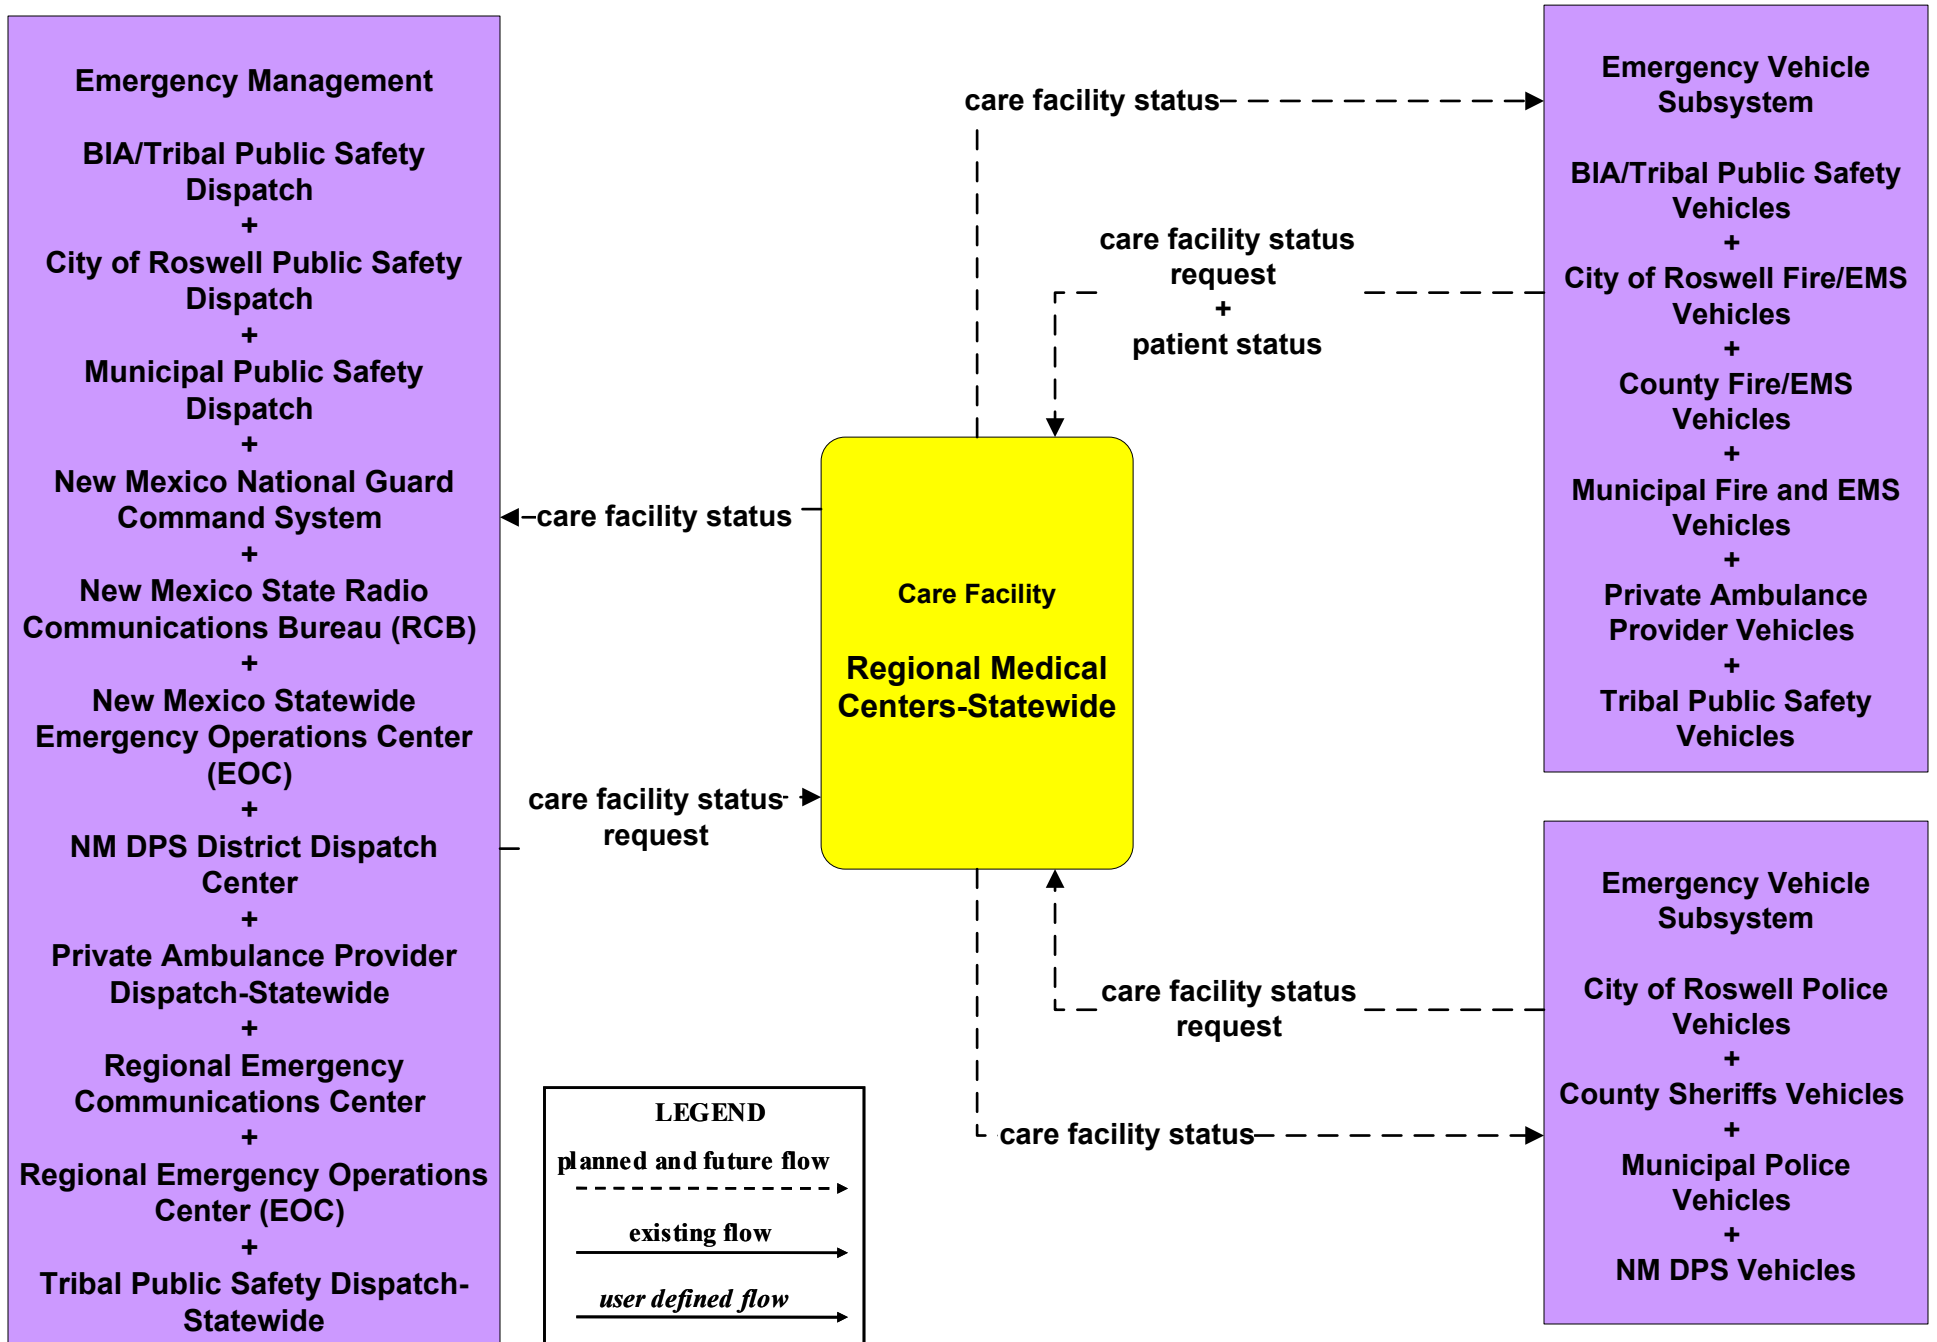 Emergency Management
BIA/Tribal Public Safety
Dispatch
+
City of Roswell Public Safety
Dispatch
+
Municipal Public Safety
Dispatch
+
New Mexico National Guard
Command System
+
New Mexico State Radio
Communications Bureau (RCB)
+
New Mexico Statewide
Emergency Operations Center
(EOC)
+
NM DPS District Dispatch
Center
+
Private Ambulance Provider
Dispatch-Statewide
+
Regional Emergency
Communications Center
+
Regional Emergency Operations
Center (EOC)
+
Tribal Public Safety Dispatch-
Statewide
care facility status
care facility status
request
+
patient status
care facility status
care facility status
request
Care Facility
Regional Medical
Centers-Statewide
care facility status
request
care facility status
LEGEND
planned and future flow
existing flow
user defined flow
Emergency Vehicle
Subsystem
BIA/Tribal Public Safety
Vehicles
+
City of Roswell Fire/EMS
Vehicles
+
County Fire/EMS
Vehicles
+
Municipal Fire and EMS
Vehicles
+
Private Ambulance
Provider Vehicles
+
Tribal Public Safety
Vehicles
Emergency Vehicle
Subsystem
City of Roswell Police
Vehicles
+
County Sheriffs Vehicles
+
Municipal Police
Vehicles
+
NM DPS Vehicles